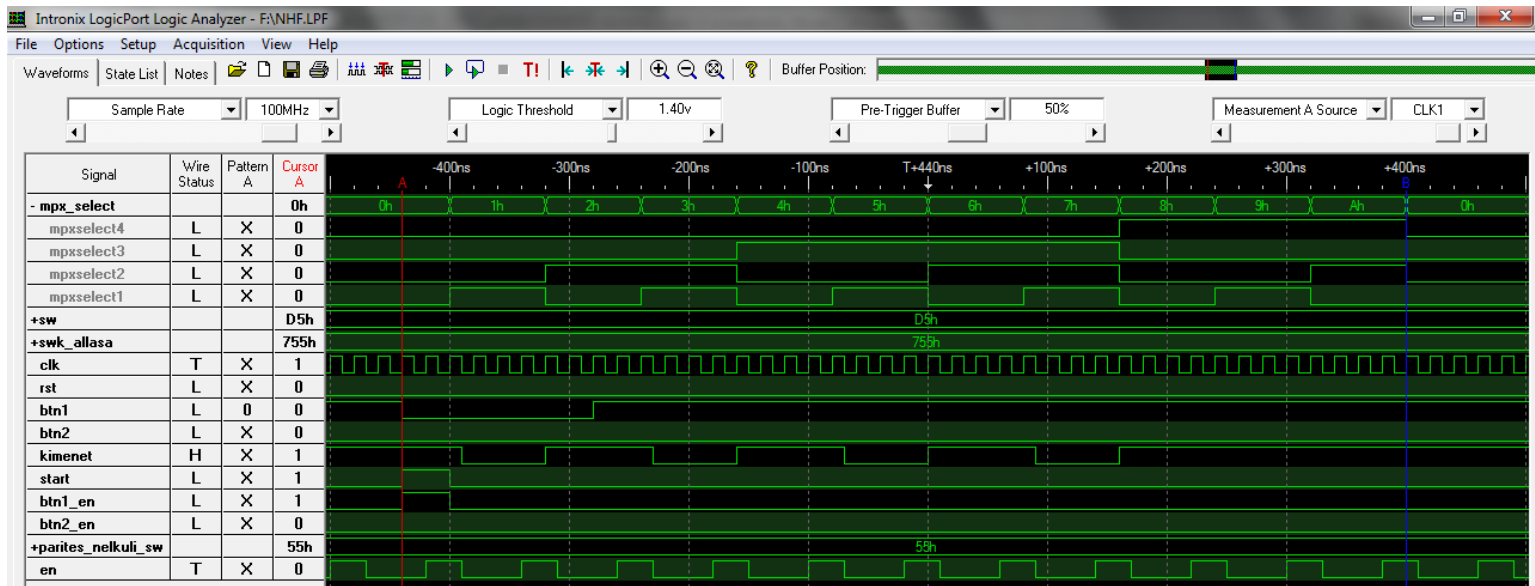 Intronix LogicPort Logic Analyzer - F:\NHF.LPF
File Options Setup Acquisition View Help
Waveforms State List Notes T! Buffer Position:
Sample Rate 100MHz Logic Threshold 1.40v Pre-Trigger Buffer 50% Measurement A Source CLK1
Signal Wire Status Pattern A Cursor A -400ns -300ns -200ns -100ns T+440ns +100ns +200ns +300ns +400ns
A B
- mpx_select 0h 0h 1h 2h 3h 4h 5h 6h 7h 8h 9h Ah 0h
mpxselect4 L X 0
mpxselect3 L X 0
mpxselect2 L X 0
mpxselect1 L X 0
+sw D5h D5h
+swk_allasa 755h 755h
clk T X 1
rst L X 0
btn1 L 0 0
btn2 L X 0
kimenet H X 1
start L X 1
btn1_en L X 1
btn2_en L X 0
+parites_nelkuli_sw 55h 55h
en T X 0